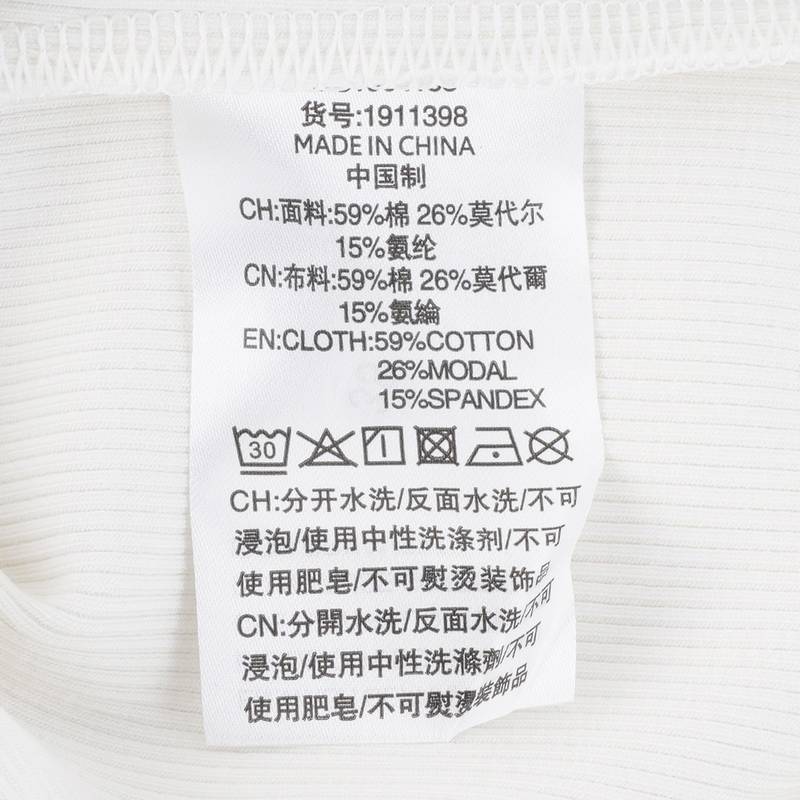 货号:1911398
MADE IN CHINA
中国制
CH:面料:59%棉 26%莫代尔
15%氨纶
CN:布料:59%棉 26%莫代爾
15%氨綸
EN:CLOTH:59%COTTON
26%MODAL
15%SPANDEX
30
CH:分开水洗/反面水洗/不可
浸泡/使用中性洗涤剂/不可
使用肥皂/不可熨烫装饰品
CN:分開水洗/反面水洗/不可
浸泡/使用中性洗滌劑/不可
使用肥皂/不可熨燙装飾品